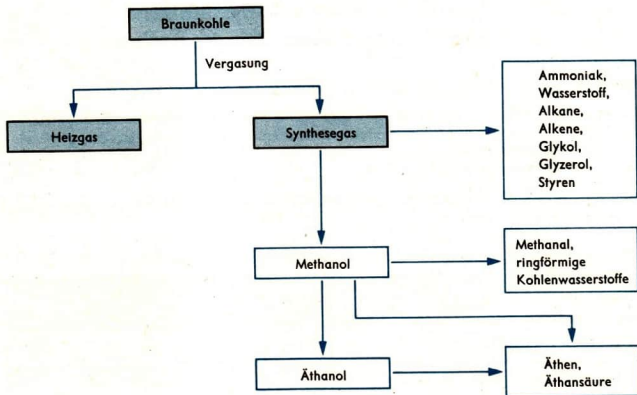 Braunkohle
Vergasung
Heizgas
Synthesegas
Ammoniak,
Wasserstoff,
Alkane,
Alkene,
Glykol,
Glyzerol,
Styren
Methanol
Methanal,
ringförmige
Kohlenwasserstoffe
Äthanol
Äthen,
Äthansäure